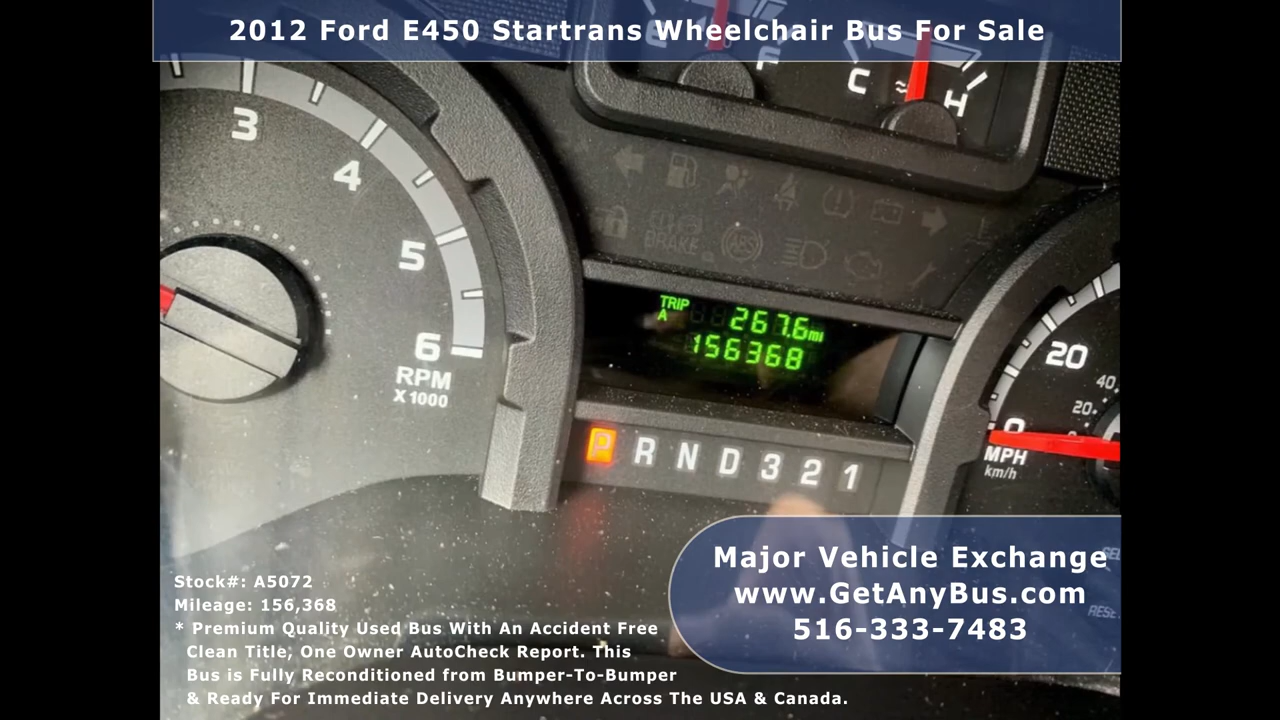 2012 Ford E450 Startrans Wheelchair Bus For Sale
F
C H
3
4
5
6
RPM
X1000
BRAKE
ABS
TRIP
A
267.6mi
156368
P R N D 3 2 1
20
40
20
0
MPH
km/h
Major Vehicle Exchange
www.GetAnyBus.com
516-333-7483
Stock#: A5072
Mileage: 156,368
* Premium Quality Used Bus With An Accident Free
Clean Title, One Owner AutoCheck Report. This
Bus is Fully Reconditioned from Bumper-To-Bumper
& Ready For Immediate Delivery Anywhere Across The USA & Canada.